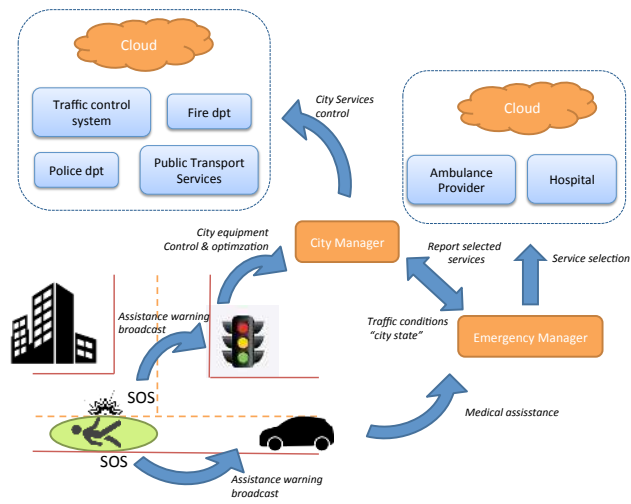 Cloud
Traffic control
system
Fire dpt
Police dpt
Public Transport
Services
City Services
control
Cloud
Ambulance
Provider
Hospital
City equipment
Control & optimzation
City Manager
Report selected
services
Service selection
Assistance warning
broadcast
Traffic conditions
“city state”
Emergency Manager
SOS
Medical assistance
SOS
Assistance warning
broadcast